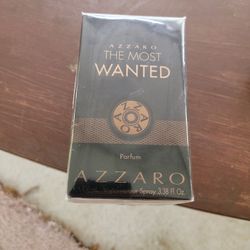 AZZARO
THE MOST
WANTED
AZZARO
Parfum
AZZARO
Spray 3.38 Fl. Oz.